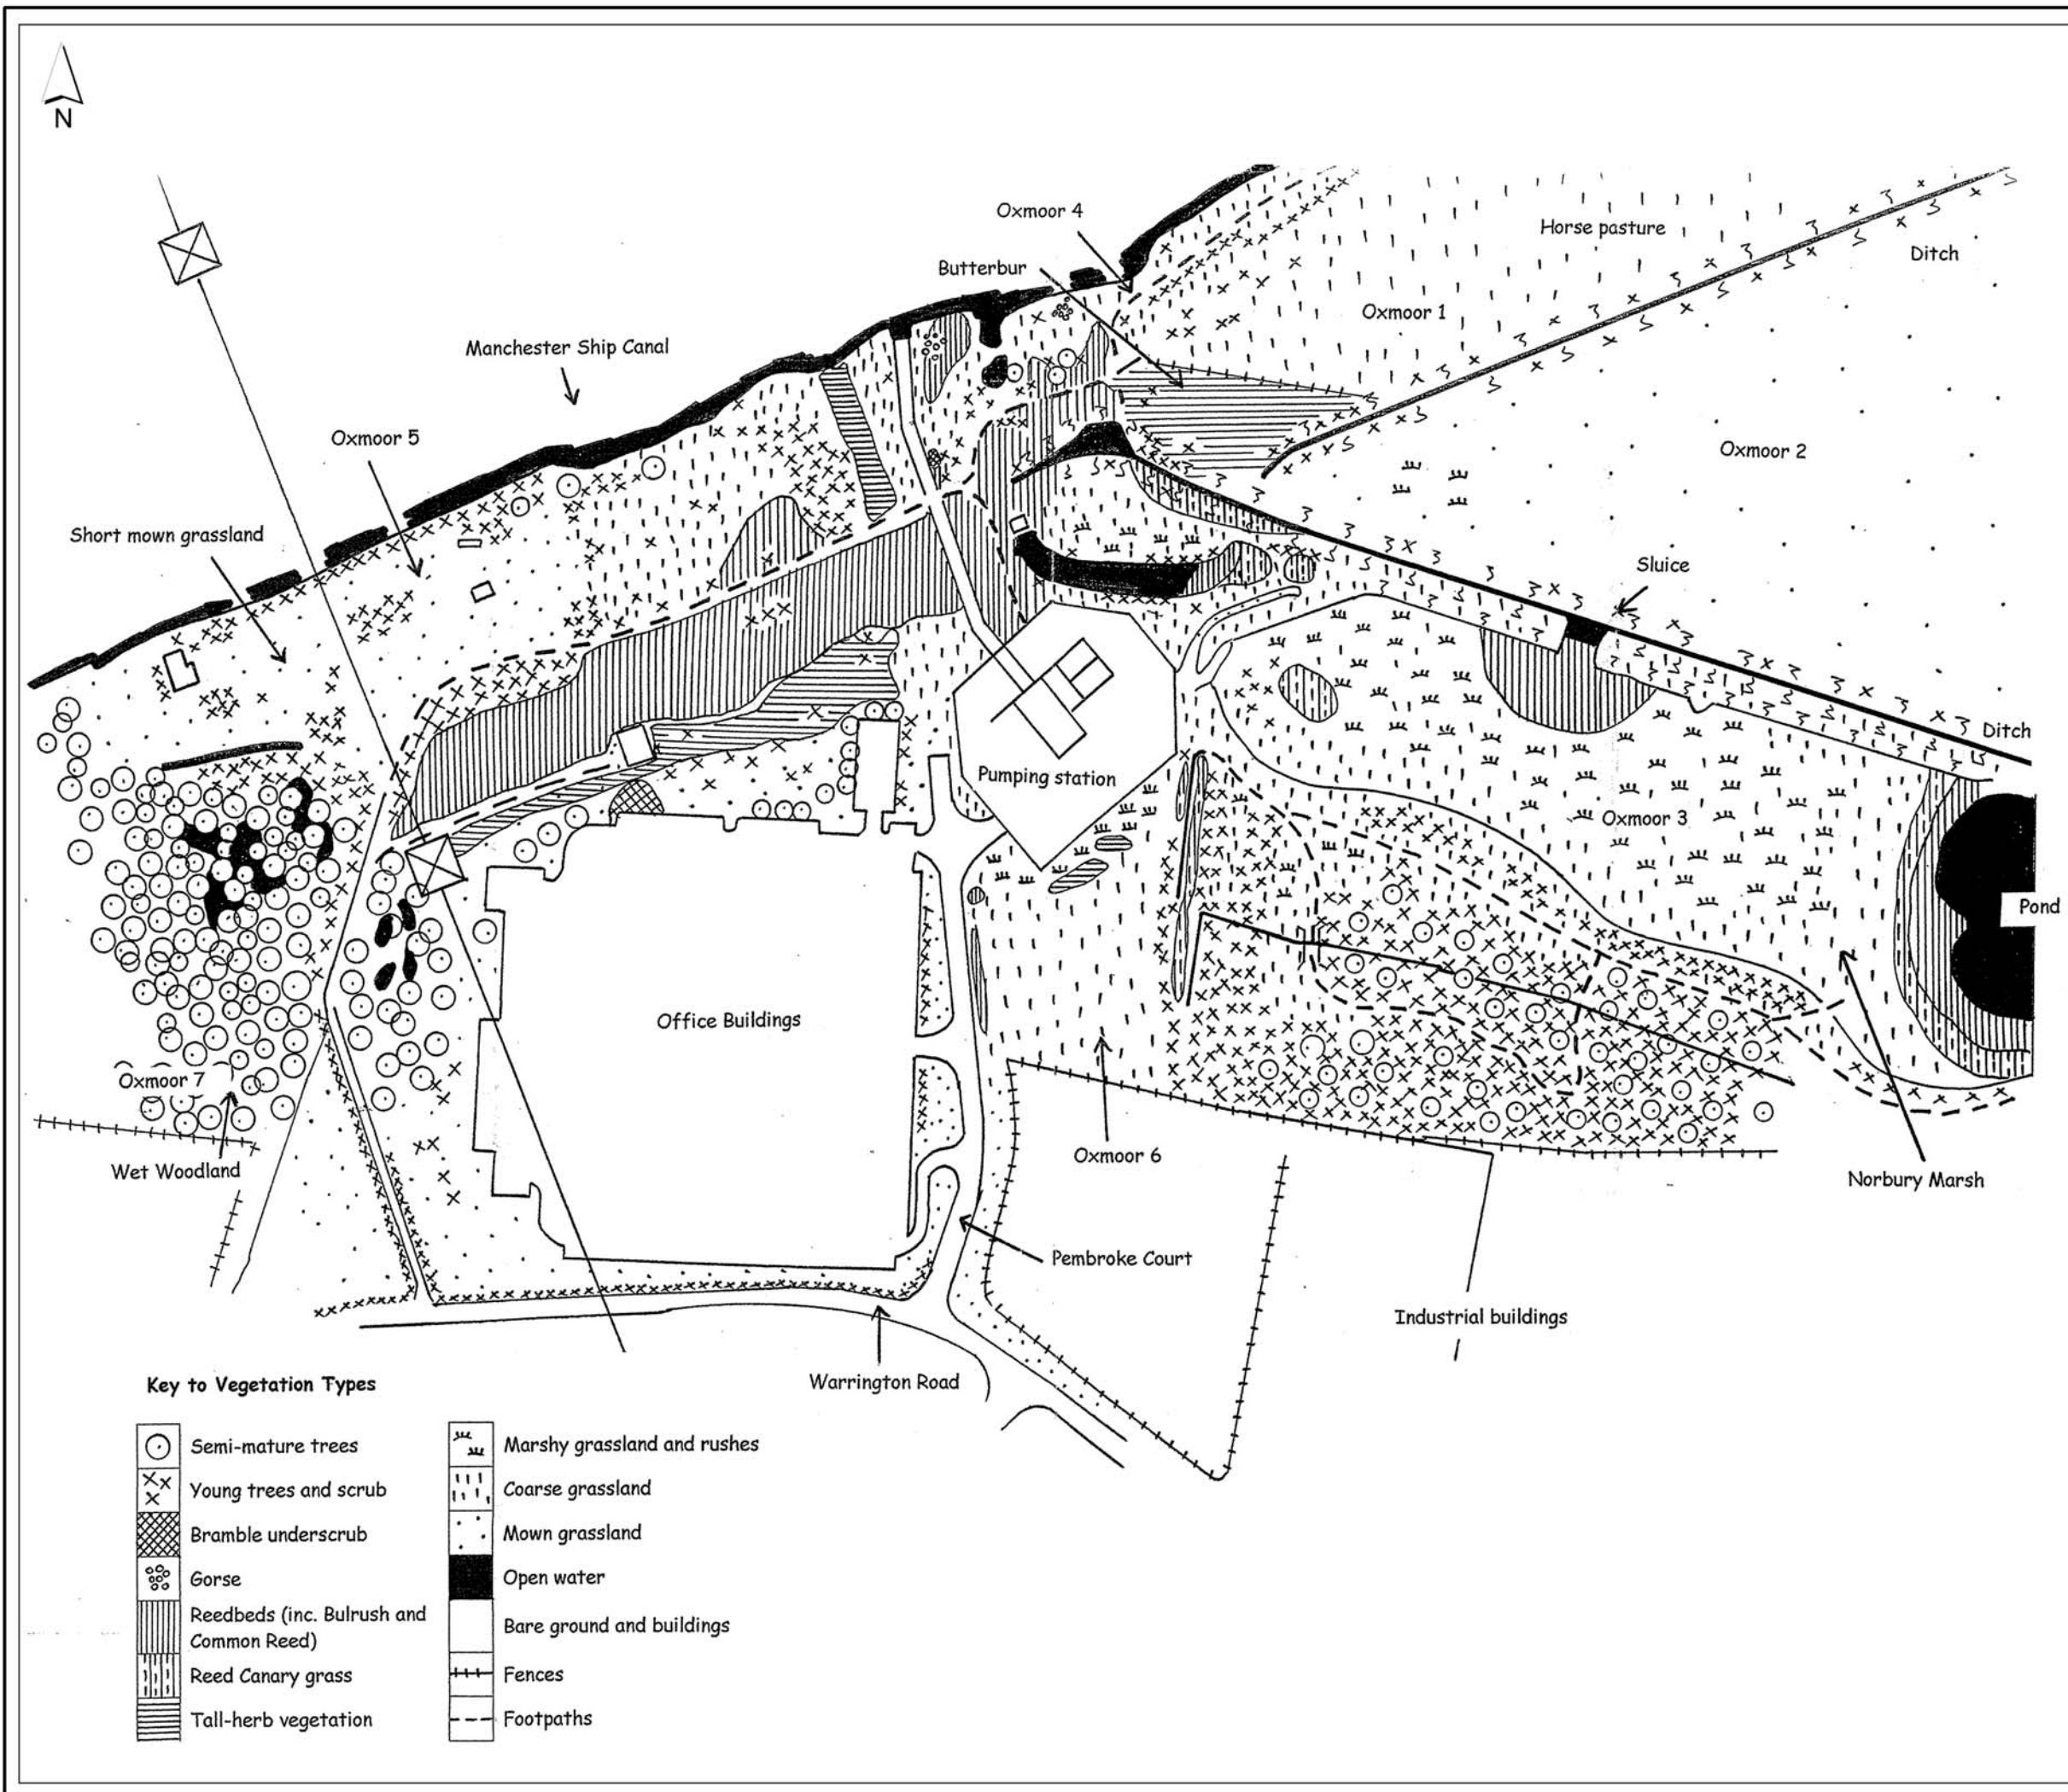 N
Oxmoor 4
Horse pasture
Ditch
Butterbur
Oxmoor 1
Manchester Ship Canal
Oxmoor 5
Oxmoor 2
Short mown grassland
Sluice
Ditch
Pumping station
Oxmoor 3
Pond
Office Buildings
Oxmoor 7
Oxmoor 6
Wet Woodland
Norbury Marsh
Pembroke Court
Industrial buildings
Warrington Road
Key to Vegetation Types
Semi-mature trees
Young trees and scrub
Bramble underscrub
Gorse
Reedbeds (inc. Bulrush and
Common Reed)
Reed Canary grass
Tall-herb vegetation
Marshy grassland and rushes
Coarse grassland
Mown grassland
Open water
Bare ground and buildings
Fences
Footpaths